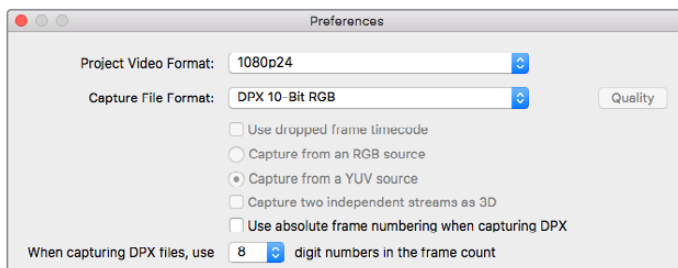 Preferences
Project Video Format: 1080p24
Capture File Format: DPX 10-Bit RGB Quality
Use dropped frame timecode
Capture from an RGB source
Capture from a YUV source
Capture two independent streams as 3D
Use absolute frame numbering when capturing DPX
When capturing DPX files, use 8 digit numbers in the frame count